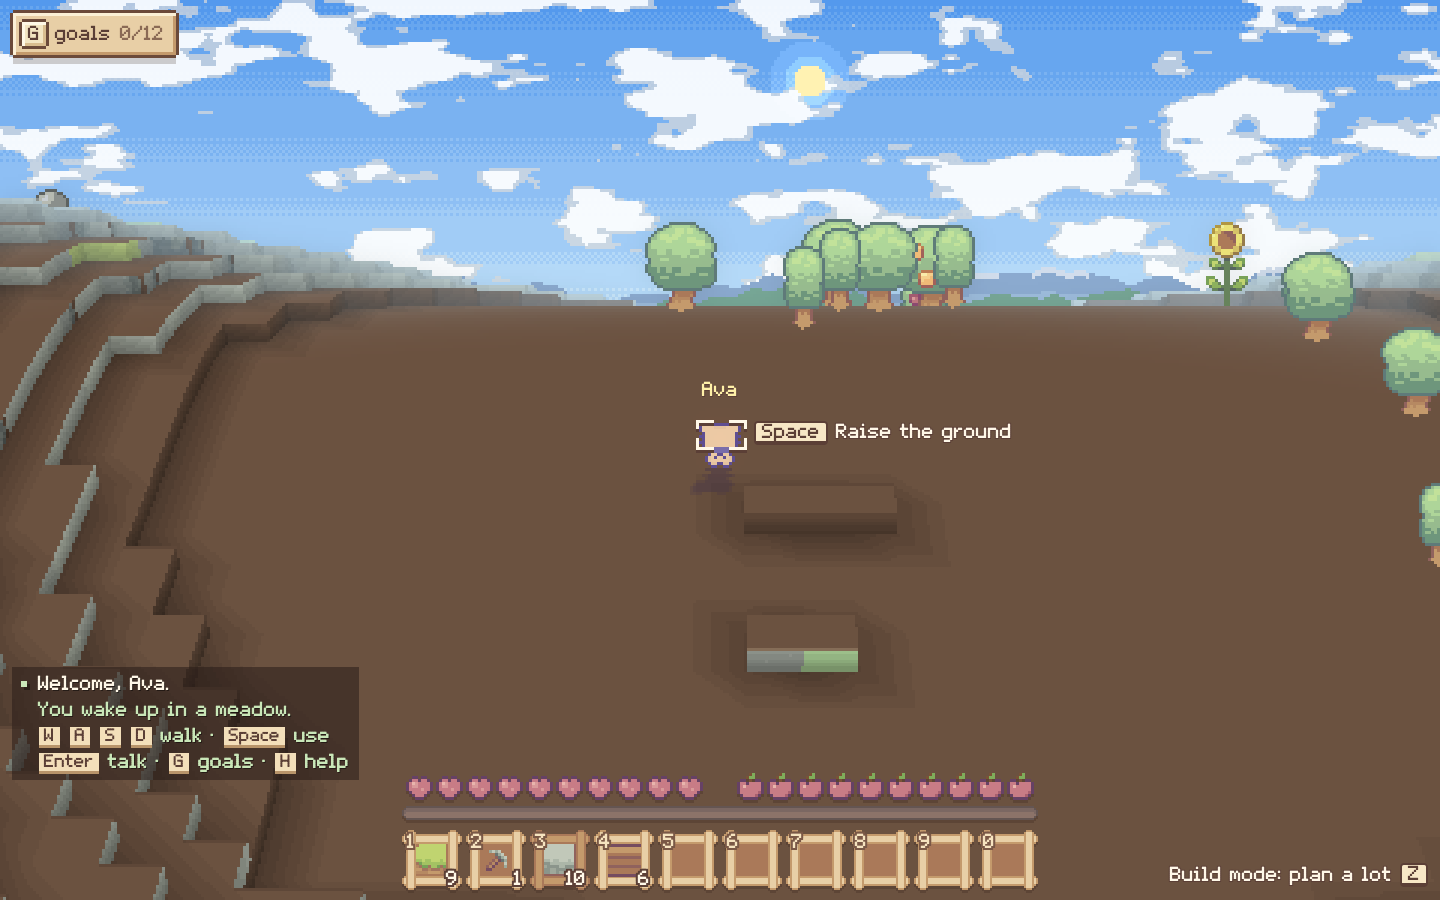 G goals 0/12
Ava
Space Raise the ground
Welcome, Ava.
You wake up in a meadow.
W A S D walk · Space use
Enter talk · G goals · H help
1 2 3 4 5 6 7 8 9 0
9 1 10 6
Build mode: plan a lot Z